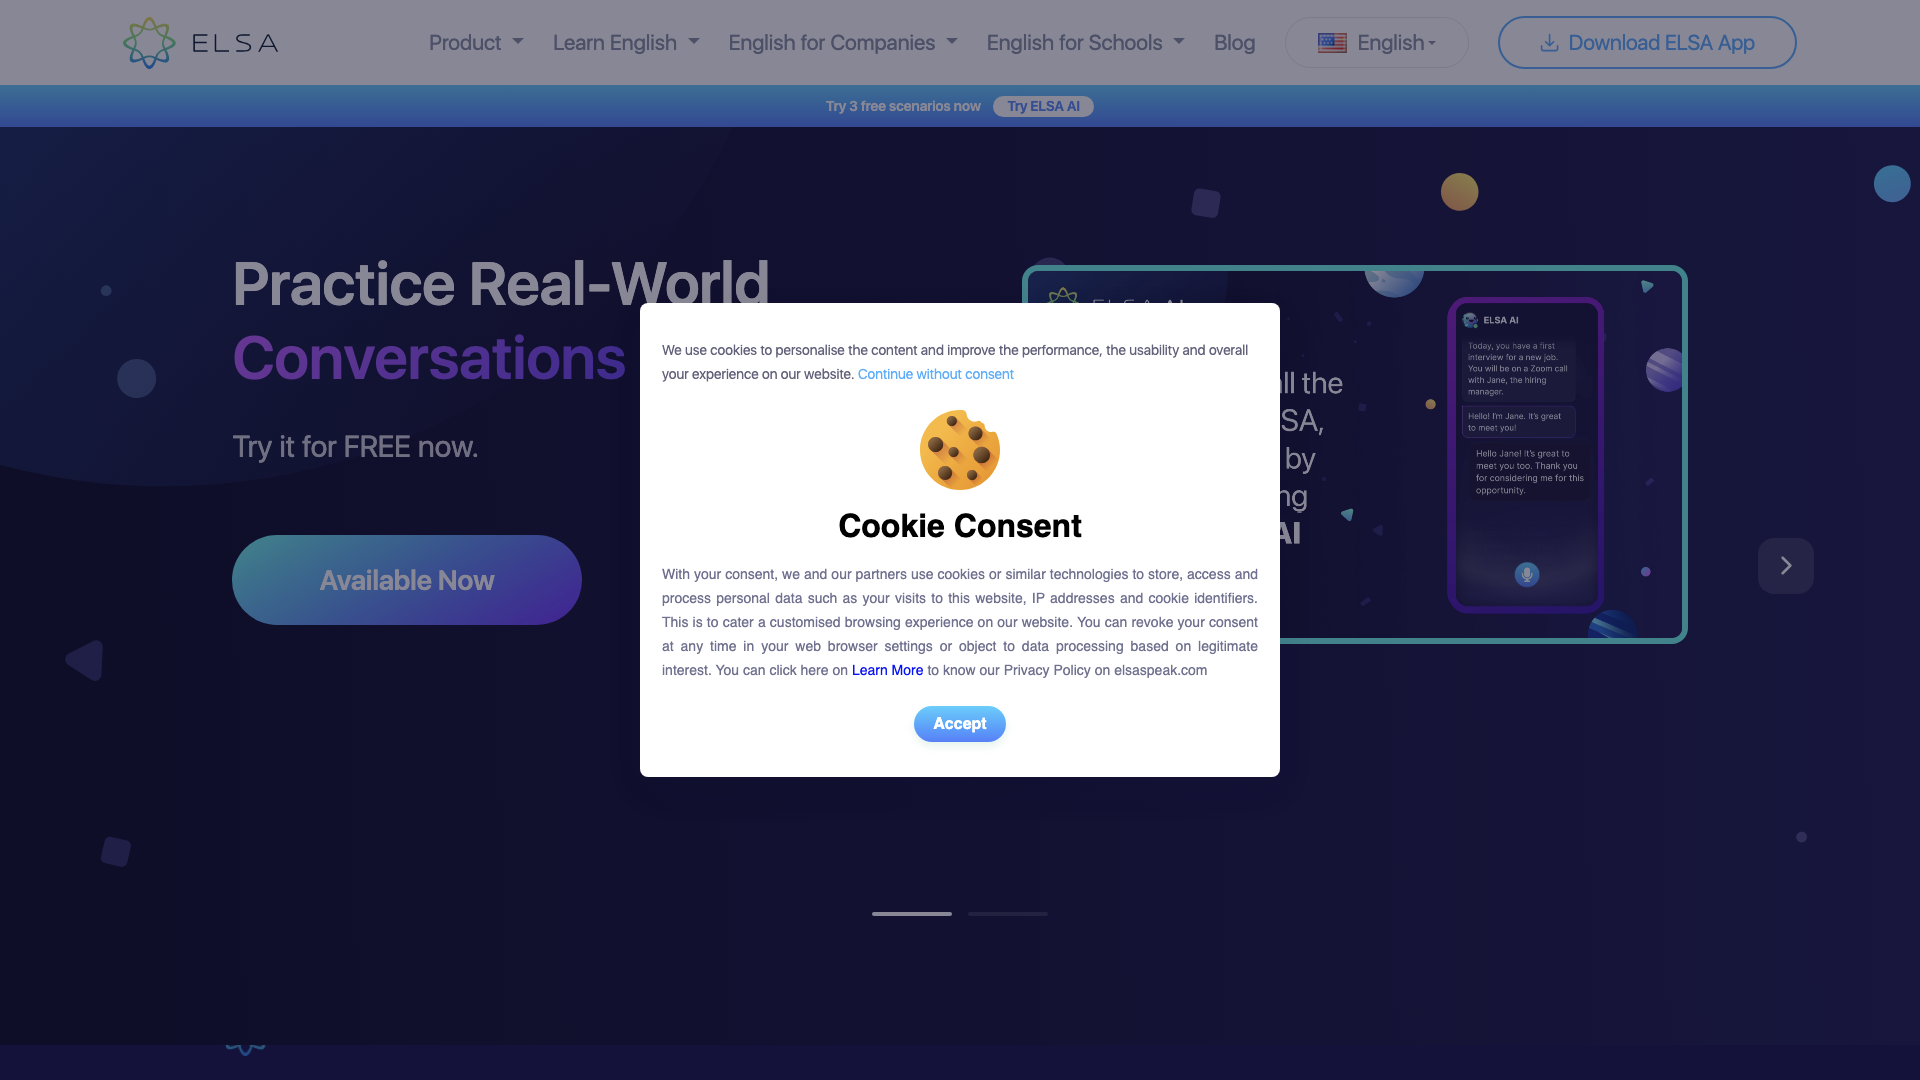 ELSA
Product
Learn English
English for Companies
English for Schools
Blog
English
Download ELSA App
Try 3 free scenarios now
Try ELSA AI
Practice Real-World
Conversations
Try it for FREE now.
Available Now
We use cookies to personalise the content and improve the performance, the usability and overall
your experience on our website. Continue without consent
Cookie Consent
With your consent, we and our partners use cookies or similar technologies to store, access and
process personal data such as your visits to this website, IP addresses and cookie identifiers.
This is to cater a customised browsing experience on our website. You can revoke your consent
at any time in your web browser settings or object to data processing based on legitimate
interest. You can click here on Learn More to know our Privacy Policy on elsaspeak.com
Accept
the
by
AI
ELSA AI
Today, you have a first
interview for a new job.
You will be on a Zoom call
with Jane, the hiring
manager.
Hello! I'm Jane. It's great
to meet you!
Hello Jane! It's great to
meet you too. Thank you
for considering me for this
opportunity.